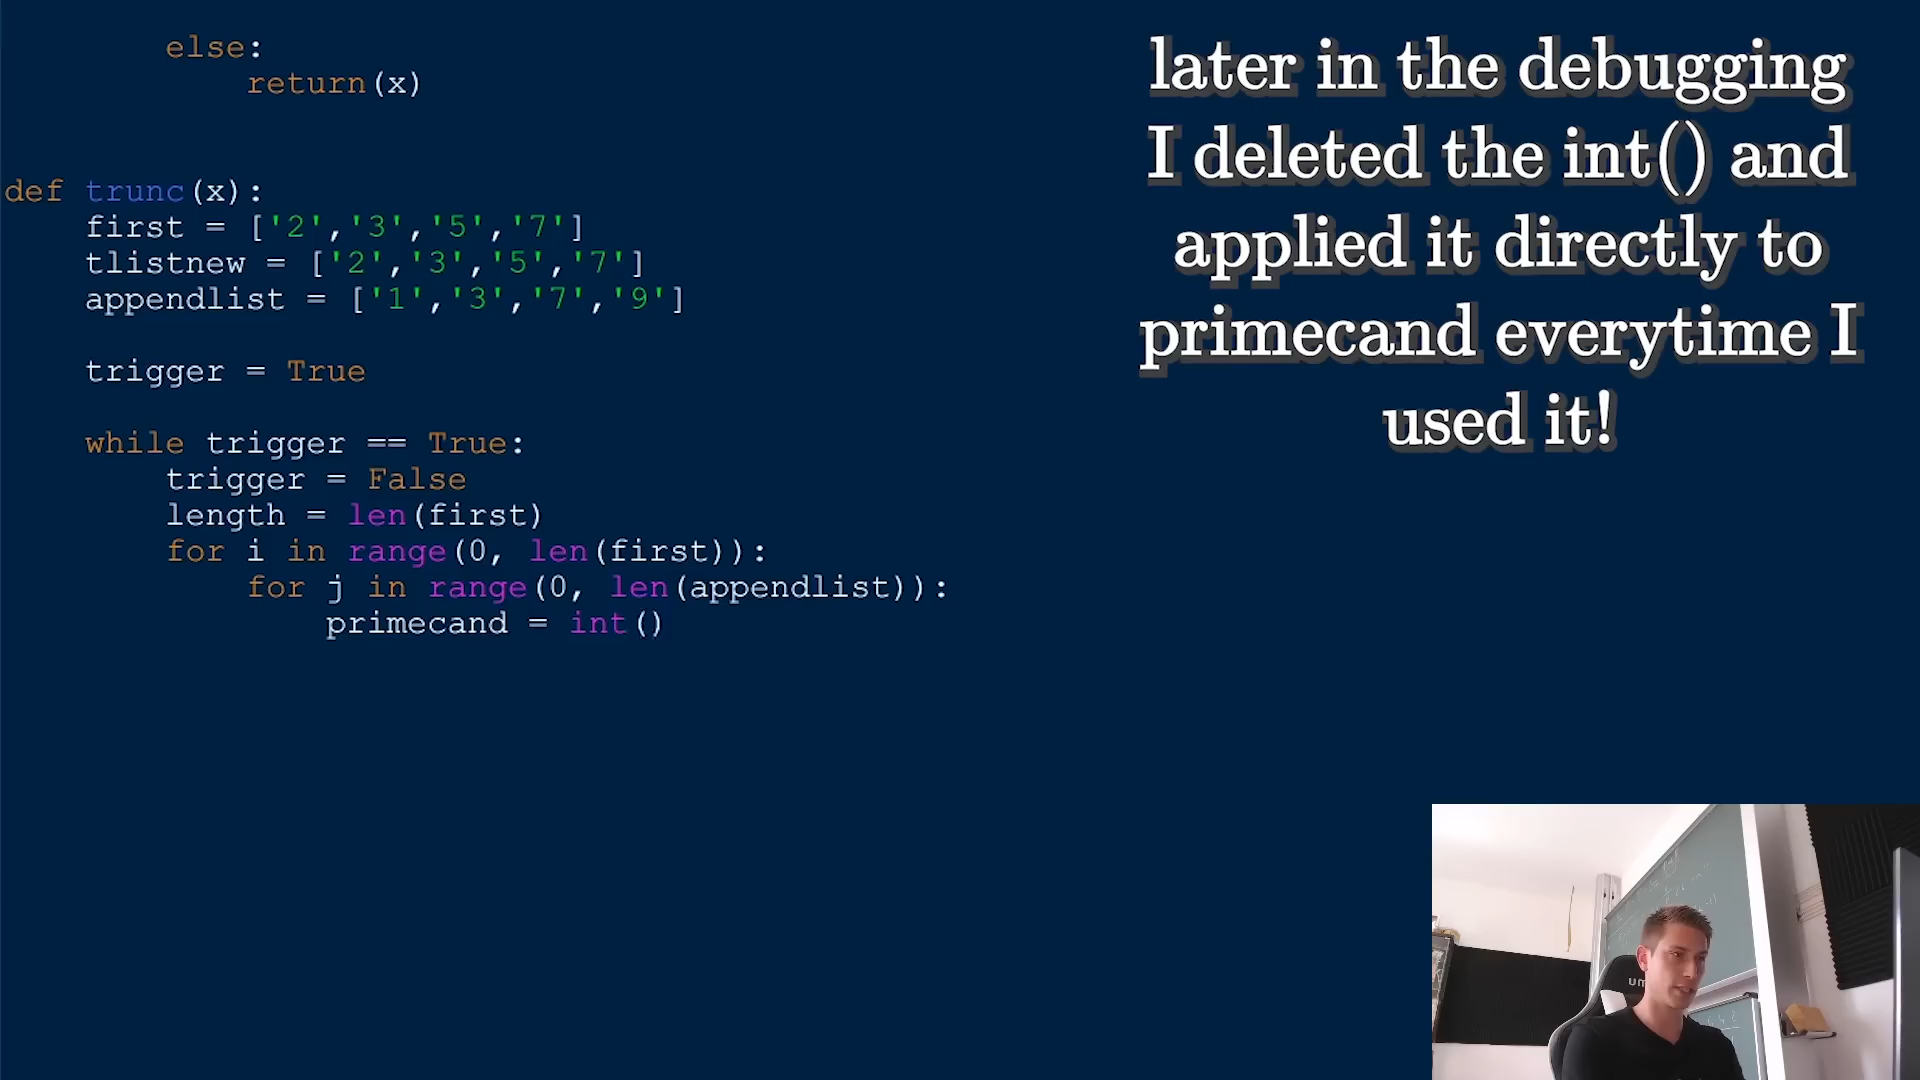 else:
return(x)
def trunc(x):
first = ['2','3','5','7']
tlistnew = ['2','3','5','7']
appendlist = ['1','3','7','9']
trigger = True
while trigger == True:
trigger = False
length = len(first)
for i in range(0, len(first)):
for j in range(0, len(appendlist)):
primecand = int()
later in the debugging
I deleted the int() and
applied it directly to
primecand everytime I
used it!